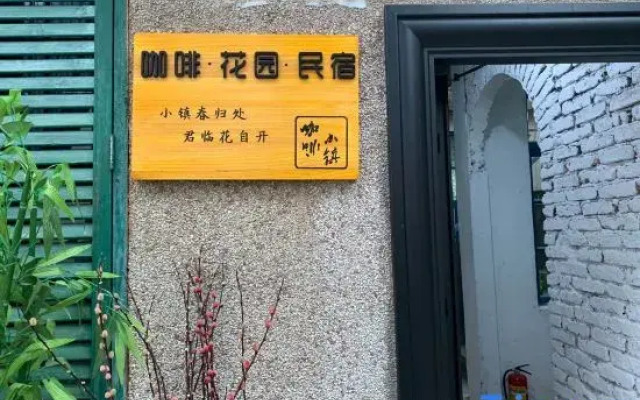 咖啡·花园·民宿
小镇春归处
君临花自开
咖啡
小镇